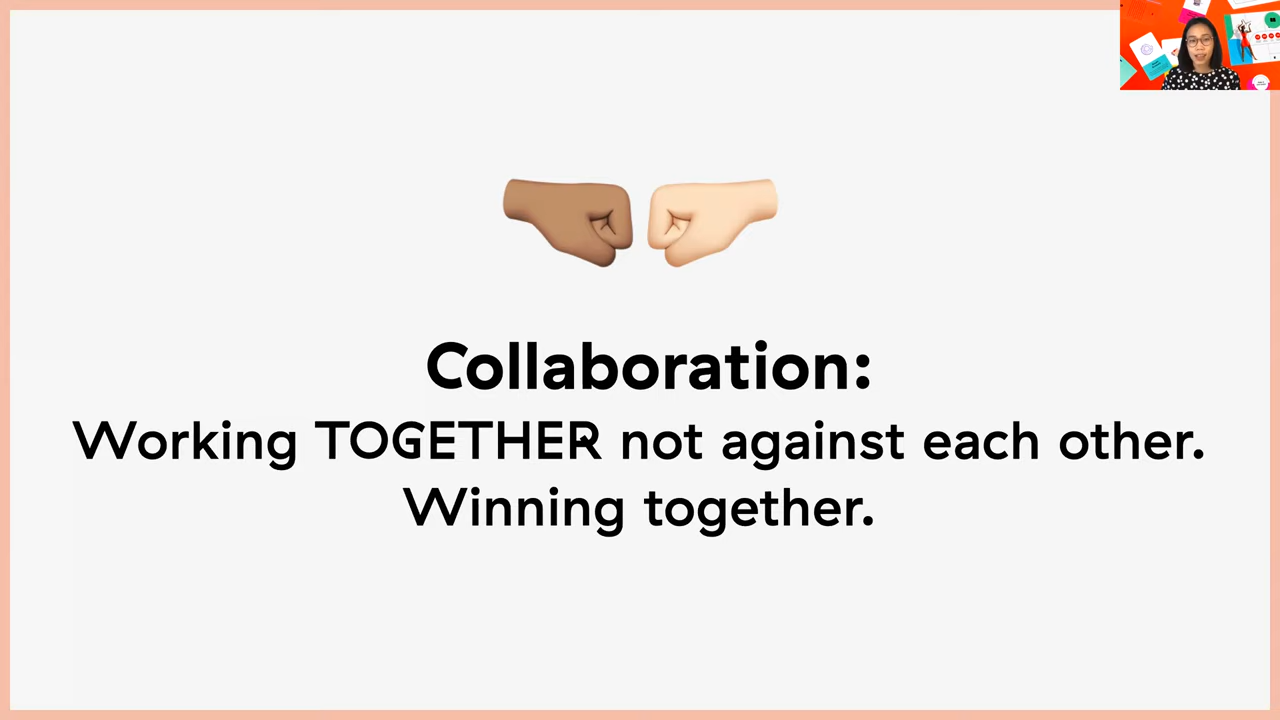 Collaboration:
Working TOGETHER not against each other.
Winning together.